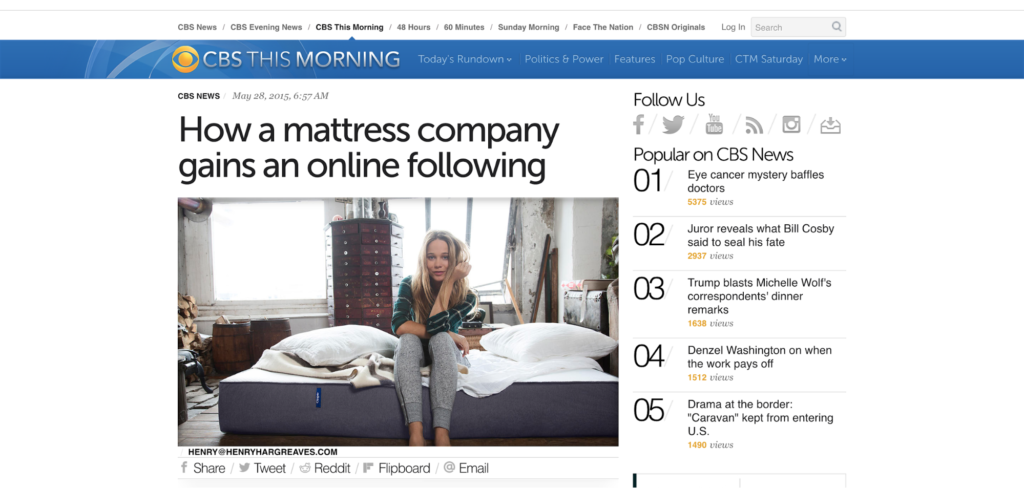 CBS News / CBS Evening News / CBS This Morning / 48 Hours / 60 Minutes / Sunday Morning / Face The Nation / CBSN Originals Log In Search
CBS THIS MORNING Today's Rundown Politics & Power Features Pop Culture CTM Saturday More
CBS NEWS / May 28, 2015, 6:57 AM
How a mattress company
gains an online following
HENRY@HENRYHARGREAVES.COM
Share / Tweet / Reddit / Flipboard / Email
Follow Us
You
Tube
Popular on CBS News
01 Eye cancer mystery baffles
doctors
5375 views
02 Juror reveals what Bill Cosby
said to seal his fate
2937 views
03 Trump blasts Michelle Wolf's
correspondents' dinner
remarks
1638 views
04 Denzel Washington on when
the work pays off
1512 views
05 Drama at the border:
"Caravan" kept from entering
U.S.
1490 views